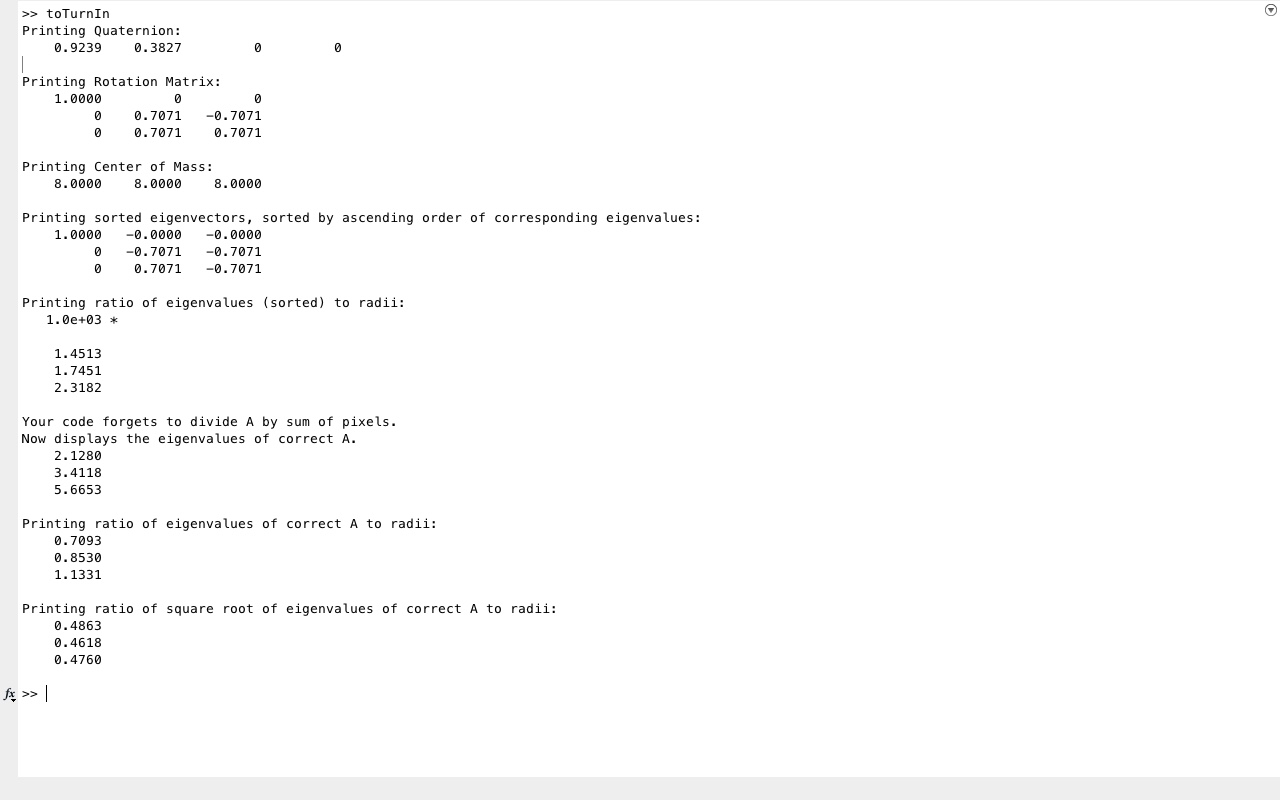 >> toTurnIn
Printing Quaternion:
    0.9239    0.3827         0         0
Printing Rotation Matrix:
    1.0000         0         0
         0    0.7071   -0.7071
         0    0.7071    0.7071
Printing Center of Mass:
    8.0000    8.0000    8.0000
Printing sorted eigenvectors, sorted by ascending order of corresponding eigenvalues:
    1.0000   -0.0000   -0.0000
         0   -0.7071   -0.7071
         0    0.7071   -0.7071
Printing ratio of eigenvalues (sorted) to radii:
   1.0e+03 *
    1.4513
    1.7451
    2.3182
Your code forgets to divide A by sum of pixels.
Now displays the eigenvalues of correct A.
    2.1280
    3.4118
    5.6653
Printing ratio of eigenvalues of correct A to radii:
    0.7093
    0.8530
    1.1331
Printing ratio of square root of eigenvalues of correct A to radii:
    0.4863
    0.4618
    0.4760
fx >>